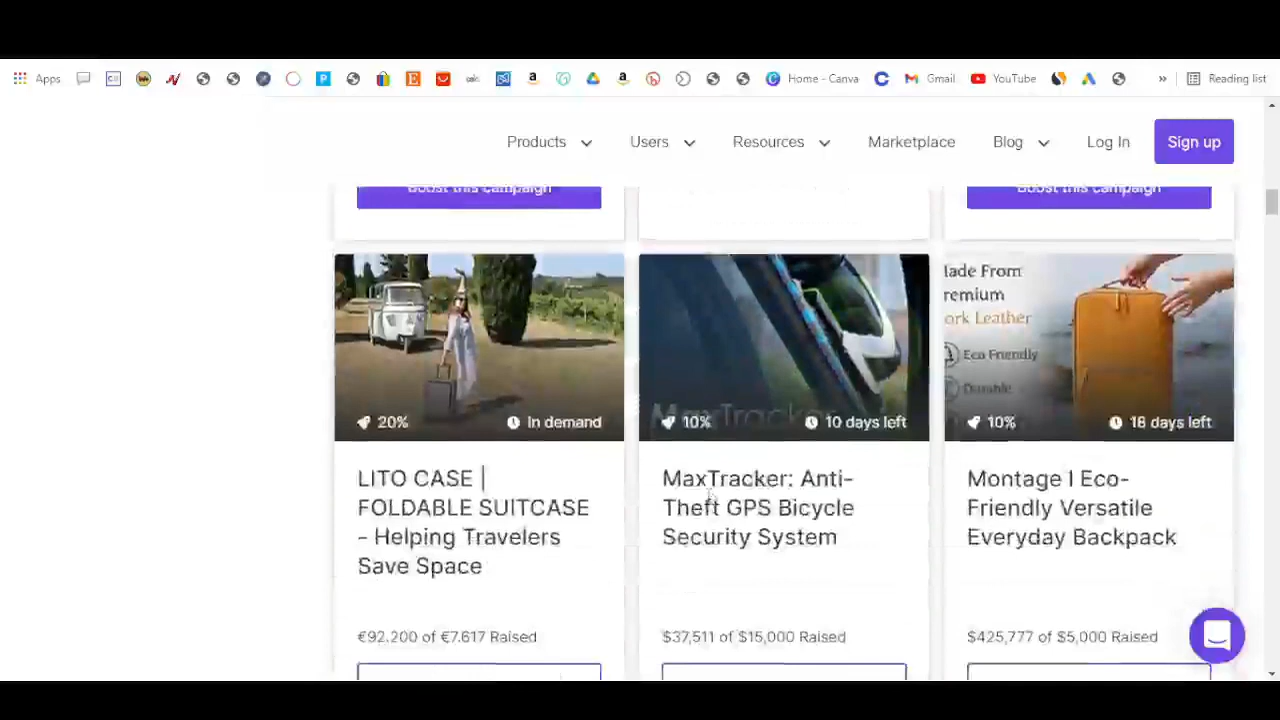 Apps
Home - Canva
Gmail
YouTube
»
Reading list
Products
Users
Resources
Marketplace
Blog
Log In
Sign up
Boost this campaign
Boost this campaign
20%
In demand
LITO CASE |
FOLDABLE SUITCASE
- Helping Travelers
Save Space
€92.200 of €7.617 Raised
MaxTracker
10%
10 days left
MaxTracker: Anti-
Theft GPS Bicycle
Security System
$37,511 of $15,000 Raised
lade From
remium
ork Leather
Eco Friendly
Durable
10%
18 days left
Montage l Eco-
Friendly Versatile
Everyday Backpack
$425,777 of $5,000 Raised